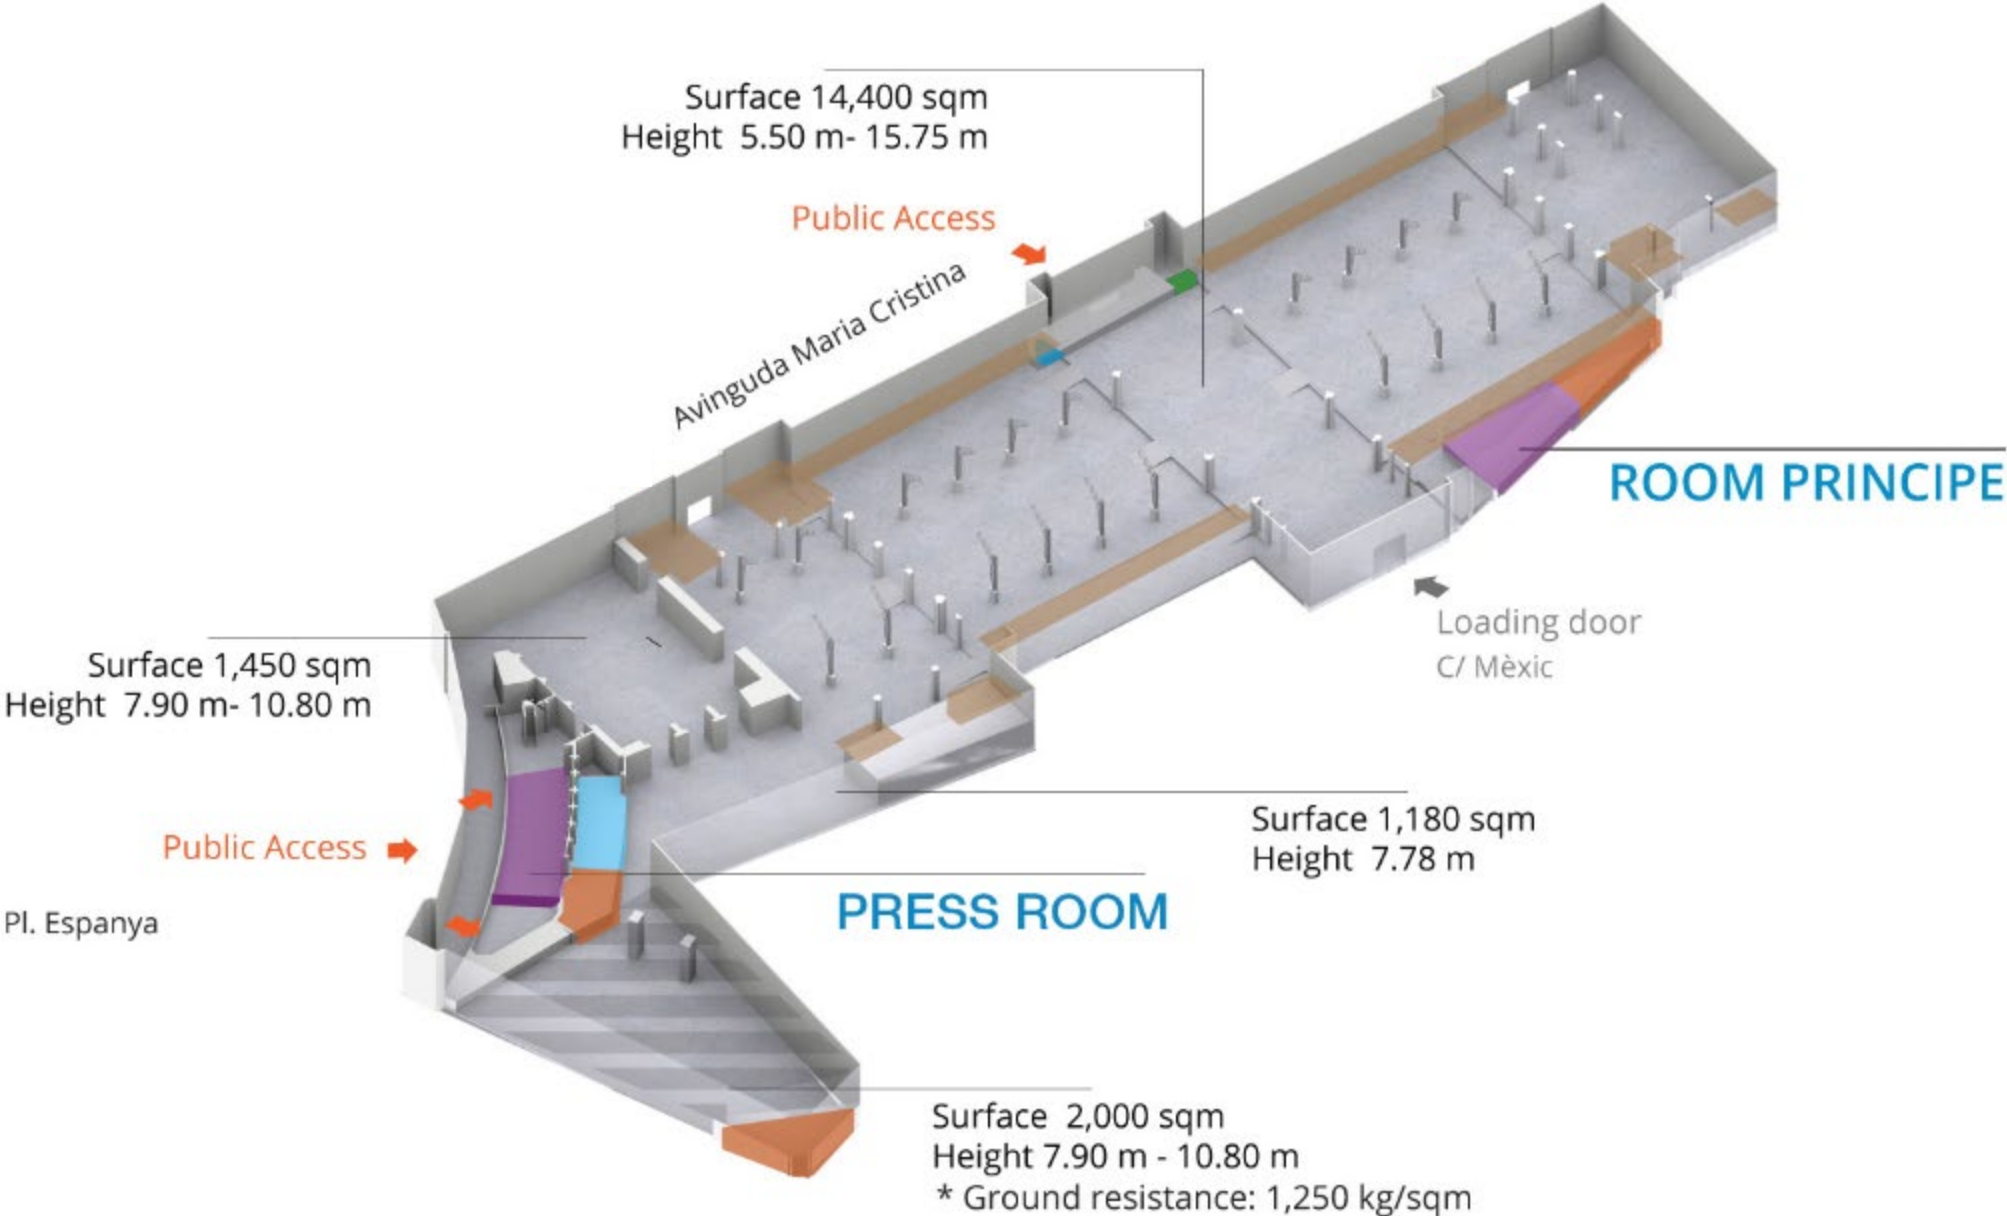 Surface 14,400 sqm
Height 5.50 m- 15.75 m
Public Access
Avinguda Maria Cristina
ROOM PRINCIPE
Loading door
C/ Mèxic
Surface 1,450 sqm
Height 7.90 m- 10.80 m
Surface 1,180 sqm
Height 7.78 m
Public Access
PRESS ROOM
Pl. Espanya
Surface 2,000 sqm
Height 7.90 m - 10.80 m
* Ground resistance: 1,250 kg/sqm